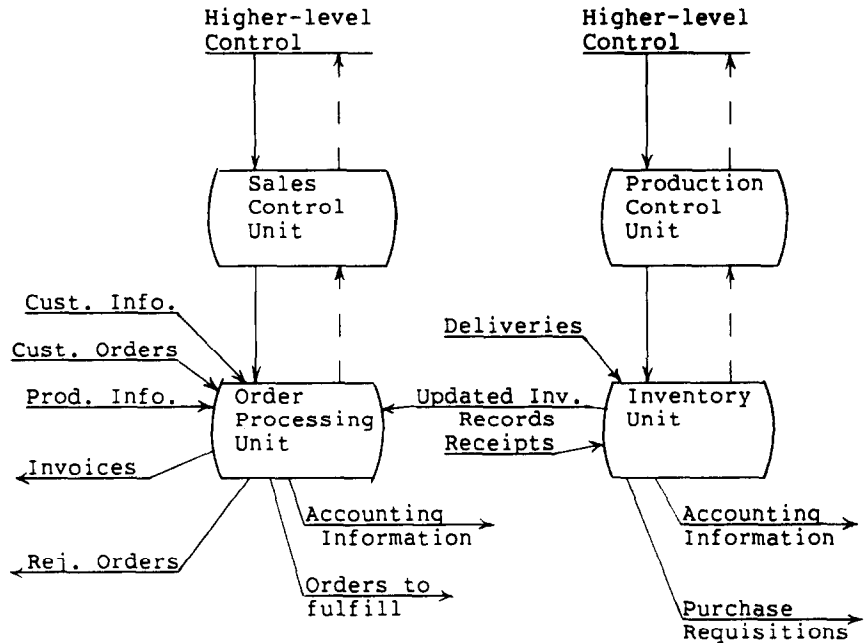 Higher-level
Control
Higher-level
Control
Sales
Control
Unit
Production
Control
Unit
Cust. Info.
Cust. Orders
Prod. Info.
Invoices
Rej. Orders
Order
Processing
Unit
Accounting
Information
Orders to
fulfill
Deliveries
Updated Inv.
Records
Receipts
Inventory
Unit
Accounting
Information
Purchase
Requisitions